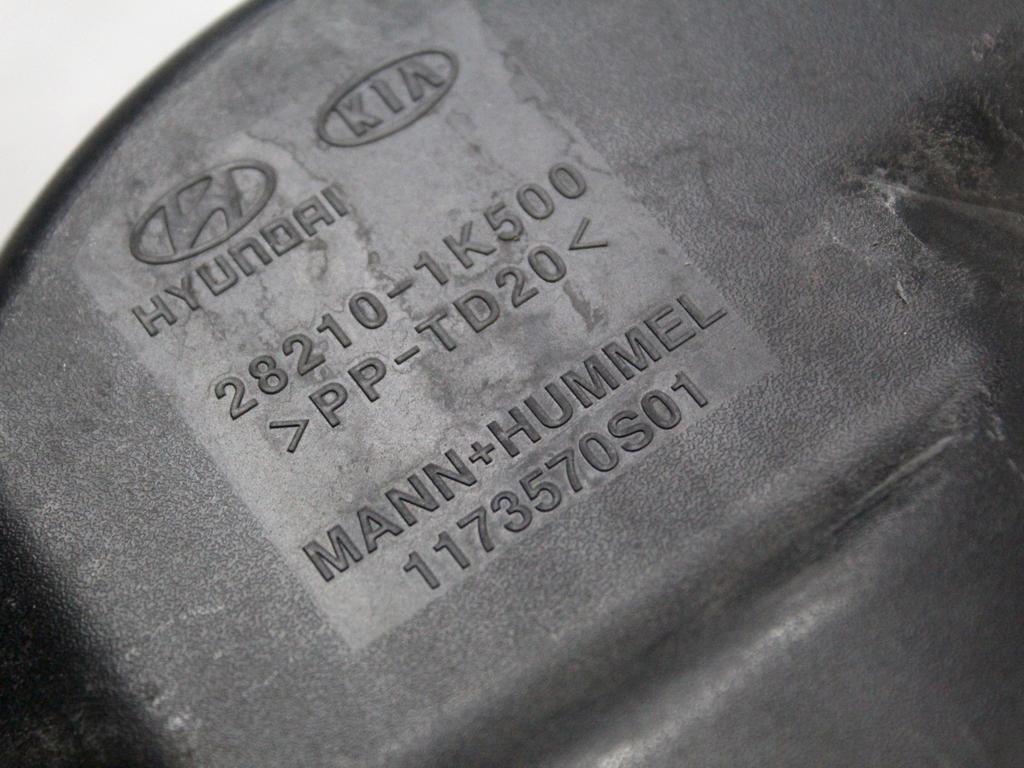 KIA
HYUNDAI
28210-1K500
>PP-TD20<
MANN+HUMMEL
1173570S01